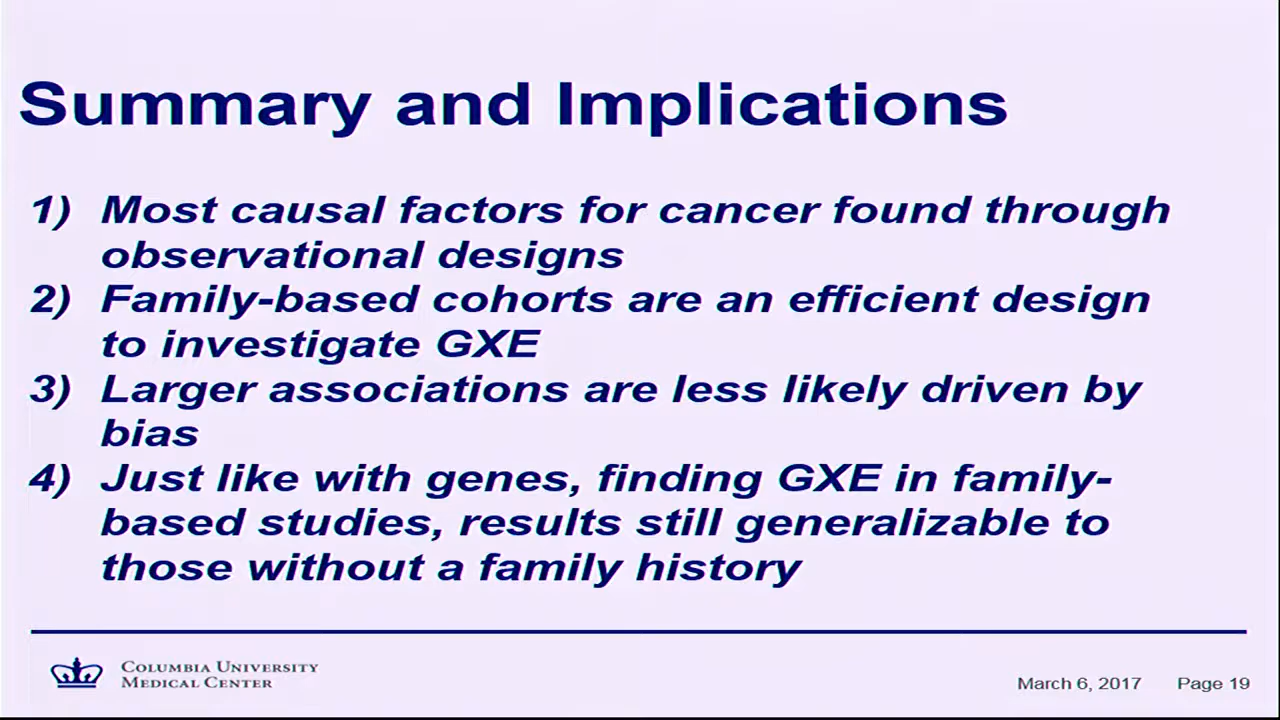 Summary and Implications
1) Most causal factors for cancer found through
observational designs
2) Family-based cohorts are an efficient design
to investigate GXE
3) Larger associations are less likely driven by
bias
4) Just like with genes, finding GXE in family-
based studies, results still generalizable to
those without a family history
COLUMBIA UNIVERSITY
MEDICAL CENTER
March 6, 2017 Page 19